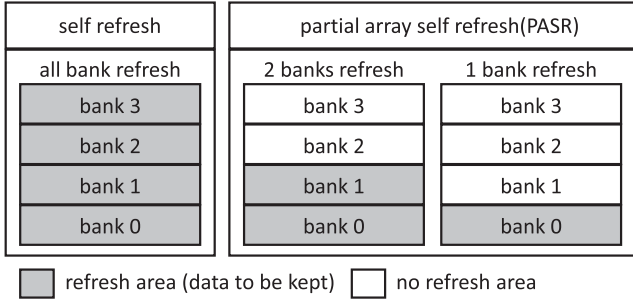 self refresh
partial array self refresh(PASR)
all bank refresh
bank 3
bank 2
bank 1
bank 0
2 banks refresh
bank 3
bank 2
bank 1
bank 0
1 bank refresh
bank 3
bank 2
bank 1
bank 0
refresh area (data to be kept)
no refresh area